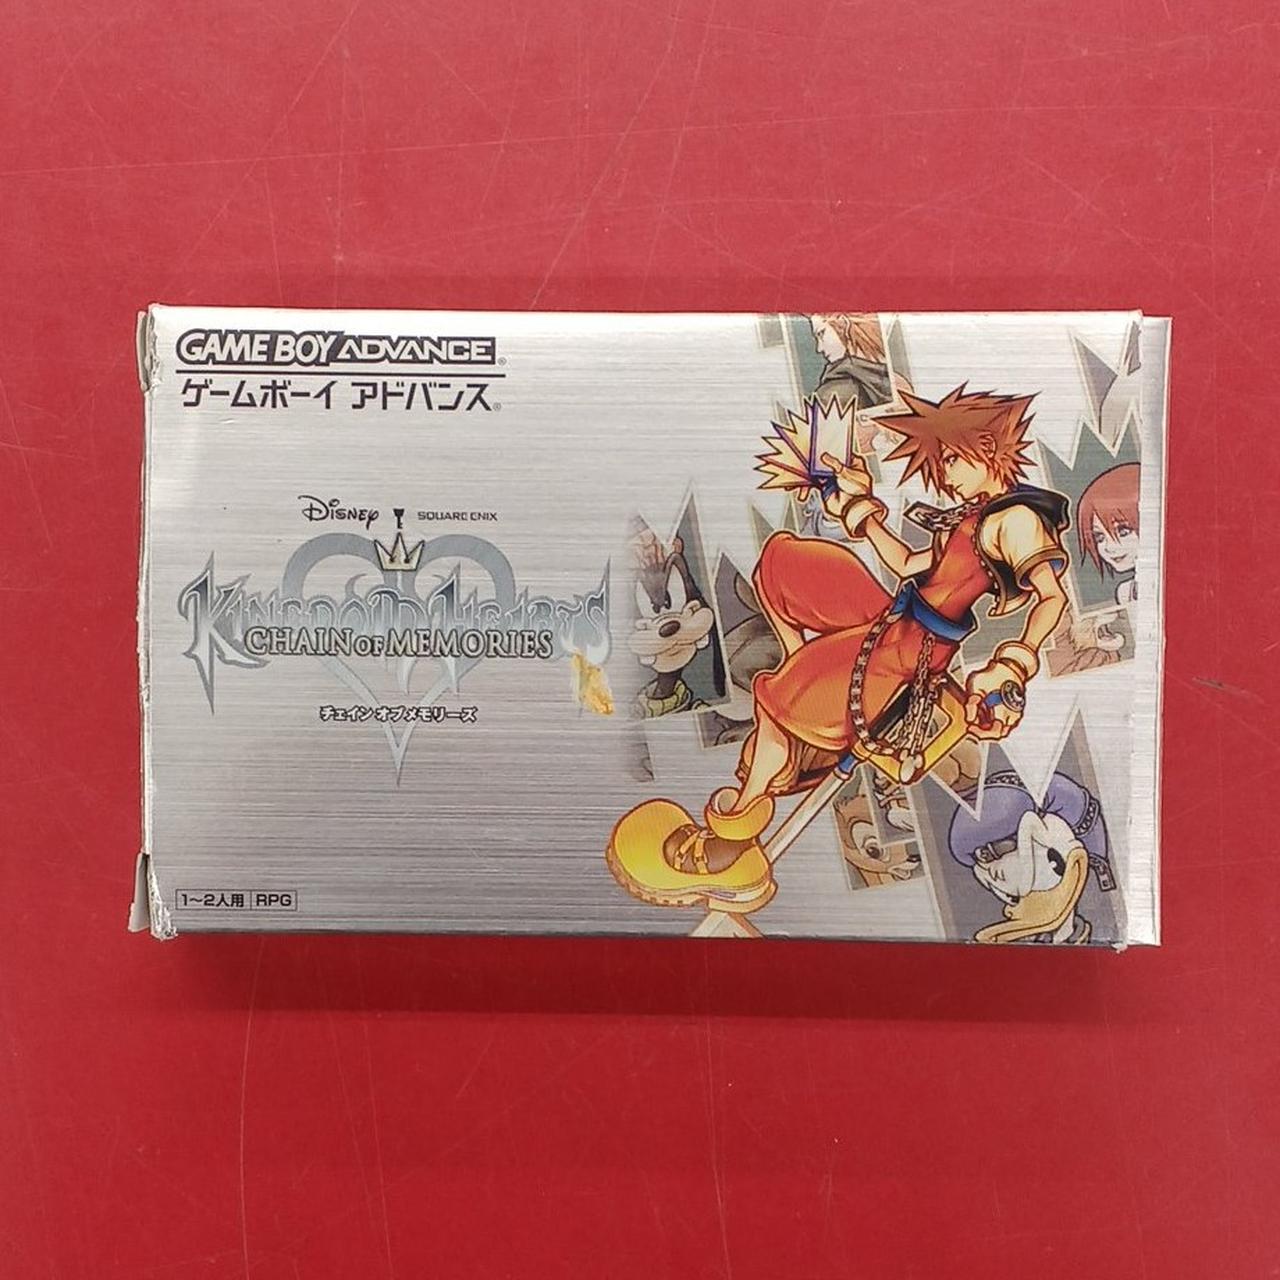 GAME BOY ADVANCE®
ゲームボーイ アドバンス®
Disney SQUARE ENIX
KINGDOM HEARTS
CHAIN OF MEMORIES
チェイン オブ メモリーズ
1~2人用 RPG